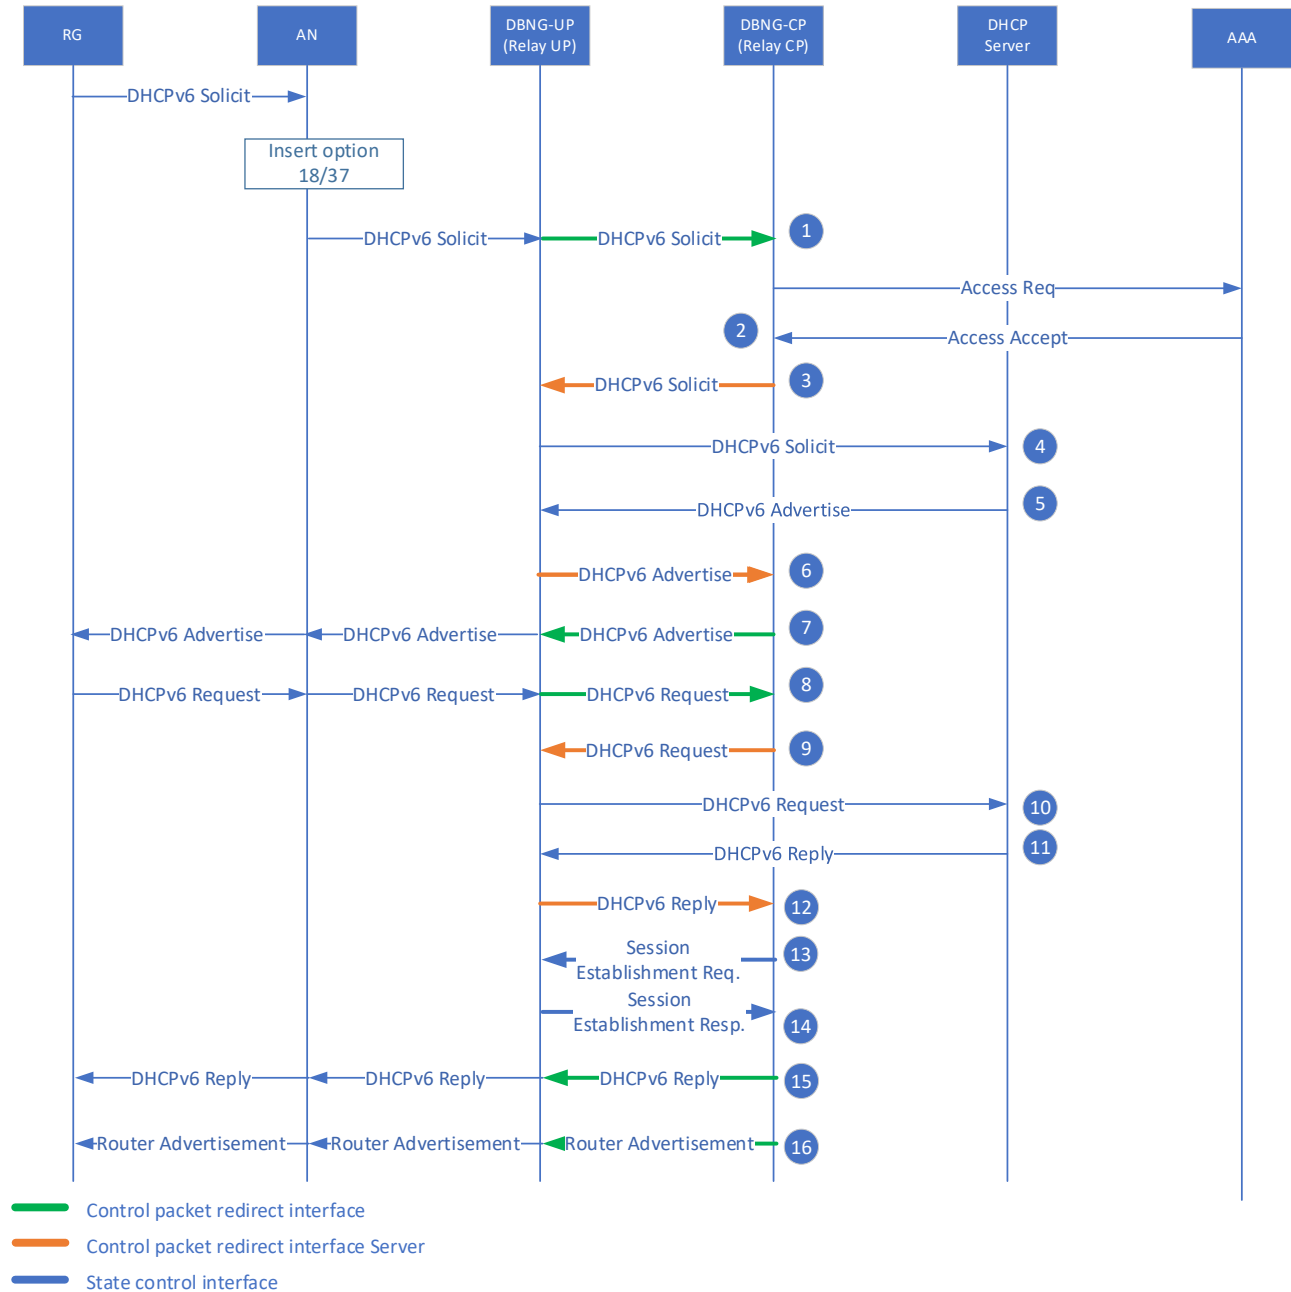 RG
AN
DBNG-UP
(Relay UP)
DBNG-CP
(Relay CP)
DHCP
Server
AAA
DHCPv6 Solicit
Insert option
18/37
DHCPv6 Solicit
DHCPv6 Solicit
1
Access Req
2
Access Accept
DHCPv6 Solicit
3
DHCPv6 Solicit
4
DHCPv6 Advertise
5
DHCPv6 Advertise
6
DHCPv6 Advertise
DHCPv6 Advertise
DHCPv6 Advertise
7
DHCPv6 Request
DHCPv6 Request
DHCPv6 Request
8
DHCPv6 Request
9
DHCPv6 Request
10
DHCPv6 Reply
11
DHCPv6 Reply
12
Session
Establishment Req.
13
Session
Establishment Resp.
14
DHCPv6 Reply
DHCPv6 Reply
DHCPv6 Reply
15
Router Advertisement
Router Advertisement
Router Advertisement
16
Control packet redirect interface
Control packet redirect interface Server
State control interface